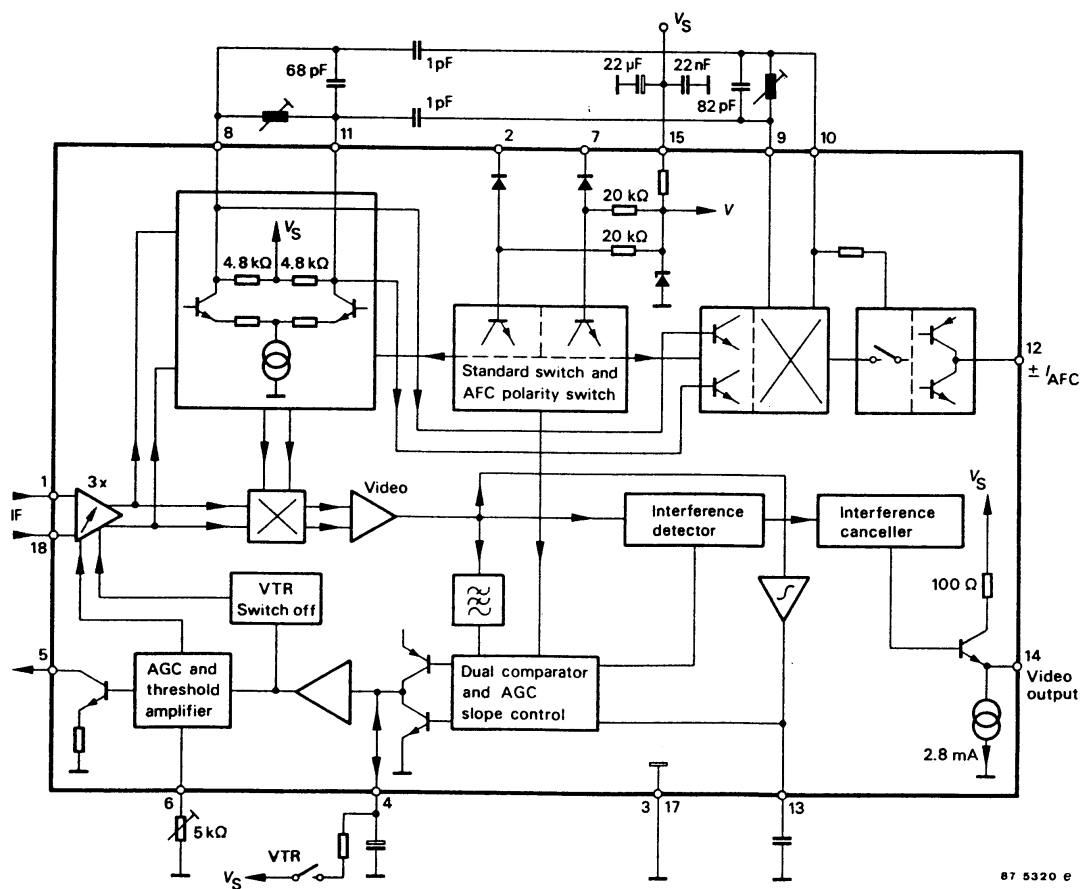 V_S
22 µF
22 nF
68 pF
1 pF
1 pF
82 pF
8
11
2
7
15
9
10
20 kΩ
V
20 kΩ
V_S
4.8 kΩ
4.8 kΩ
Standard switch and
AFC polarity switch
12
± I_AFC
1
IF
18
3x
Video
Interference
detector
Interference
canceller
V_S
100 Ω
VTR
Switch off
5
AGC and
threshold
amplifier
Dual comparator
and AGC
slope control
14
Video
output
2.8 mA
6
4
3
17
13
5 kΩ
VTR
V_S
87 5320 e